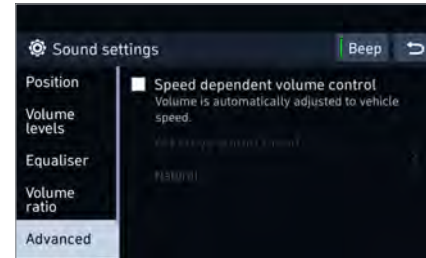 Sound settings
Beep
Position
Volume
levels
Equaliser
Volume
ratio
Advanced
Speed dependent volume control
Volume is automatically adjusted to vehicle
speed.
Natural